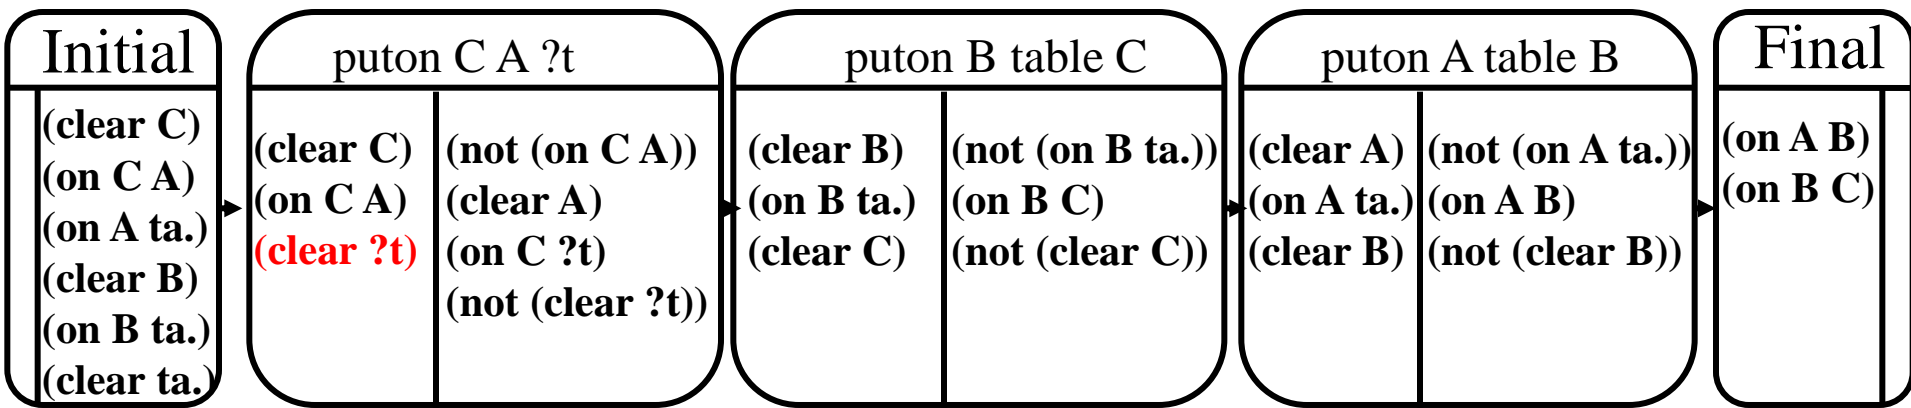 Initial
(clear C)
(on C A)
(on A ta.)
(clear B)
(on B ta.)
(clear ta.)
puton C A ?t
(clear C)
(on C A)
(clear ?t)
(not (on C A))
(clear A)
(on C ?t)
(not (clear ?t))
puton B table C
(clear B)
(on B ta.)
(clear C)
(not (on B ta.))
(on B C)
(not (clear C))
puton A table B
(clear A)
(on A ta.)
(clear B)
(not (on A ta.))
(on A B)
(not (clear B))
Final
(on A B)
(on B C)